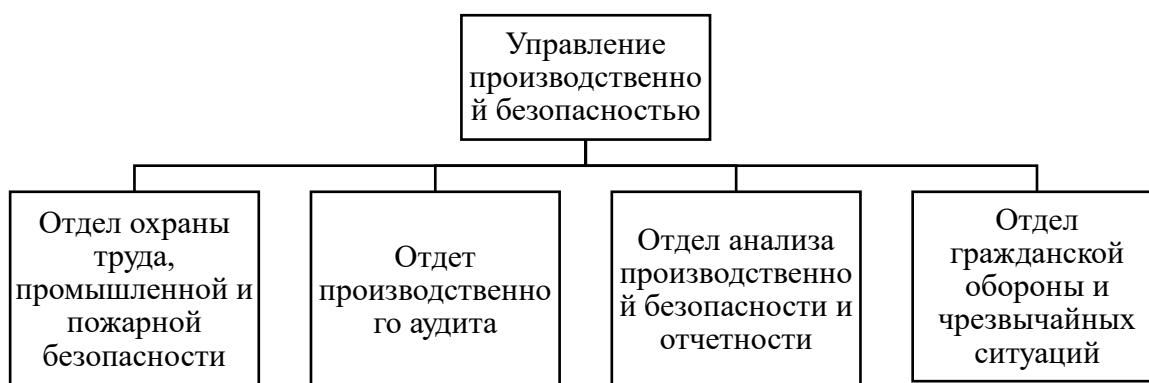 Управление
производственно
й безопасностью
Отдел охраны
труда,
промышленной и
пожарной
безопасности
Отдет
производственно
го аудита
Отдел анализа
производственно
й безопасности и
отчетности
Отдел
гражданской
обороны и
чрезвычайных
ситуаций